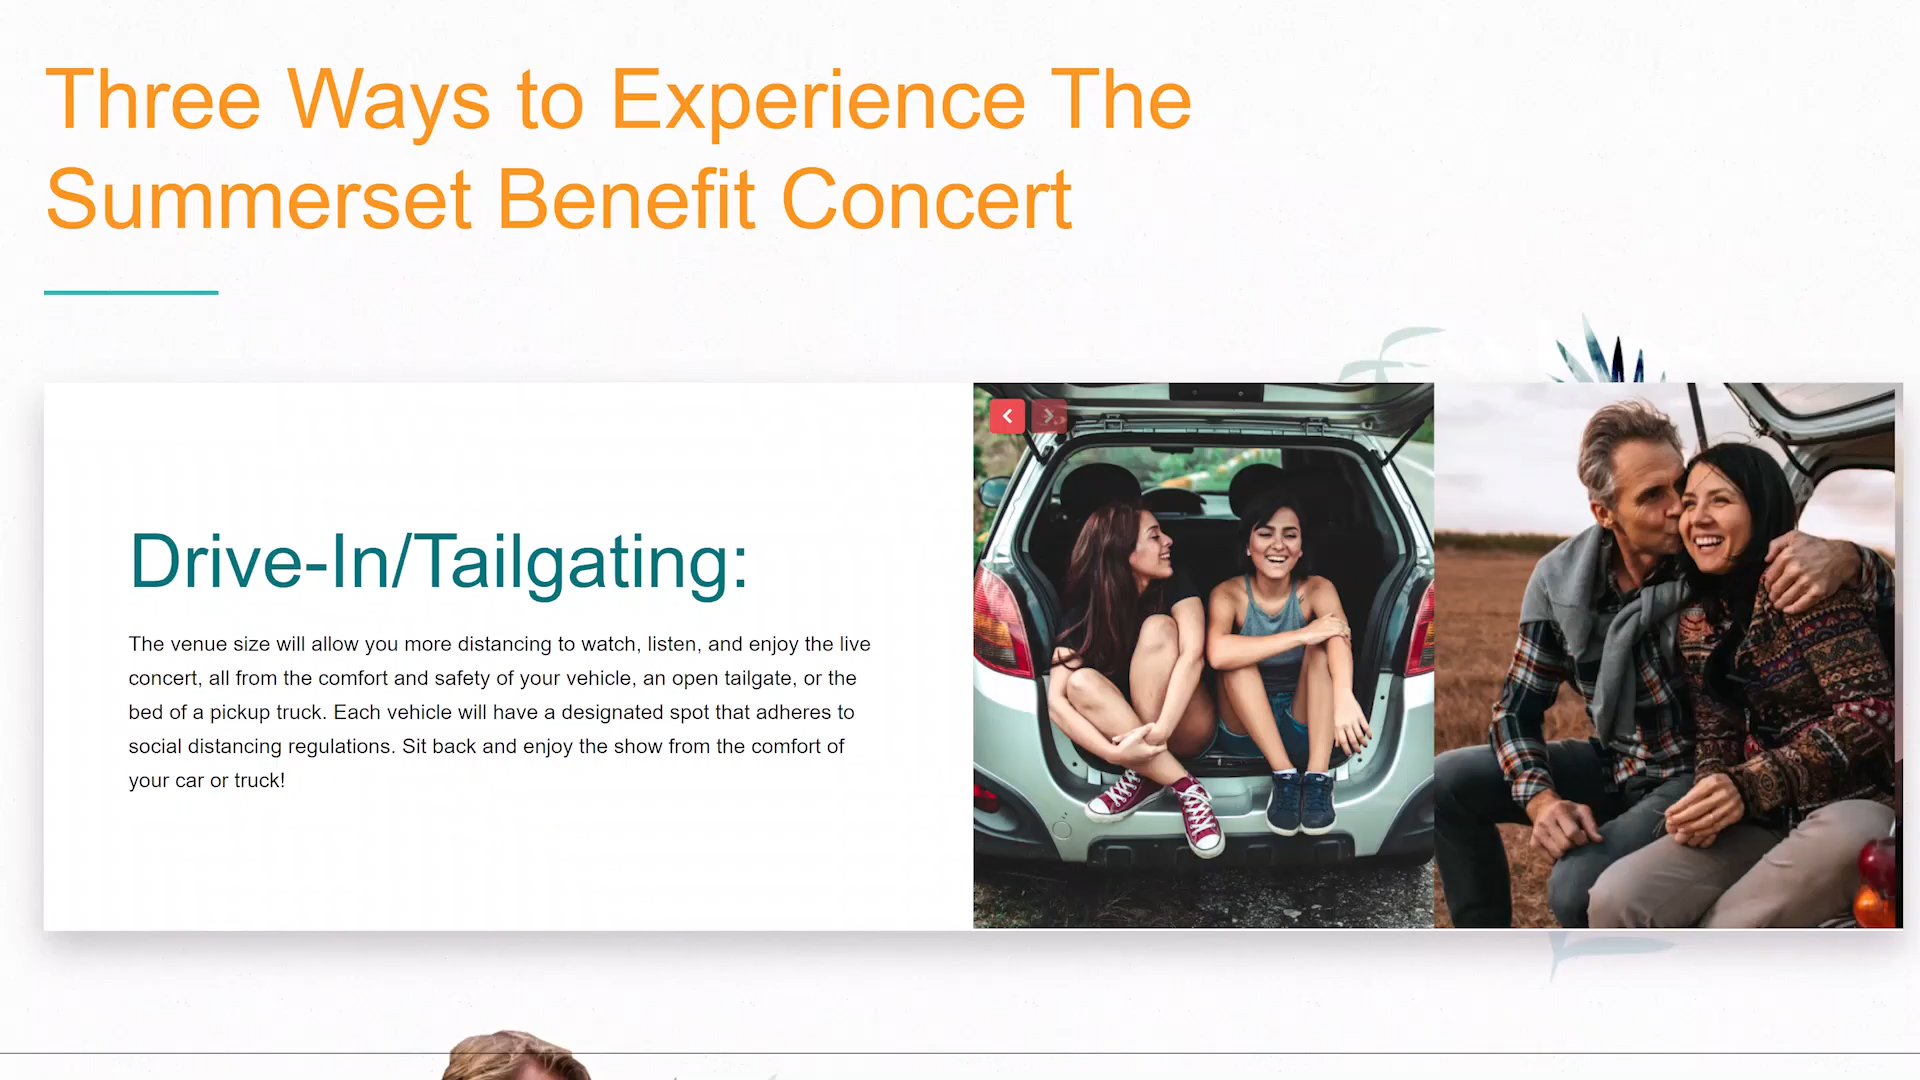 Three Ways to Experience The
Summerset Benefit Concert
Drive-In/Tailgating:
The venue size will allow you more distancing to watch, listen, and enjoy the live
concert, all from the comfort and safety of your vehicle, an open tailgate, or the
bed of a pickup truck. Each vehicle will have a designated spot that adheres to
social distancing regulations. Sit back and enjoy the show from the comfort of
your car or truck!